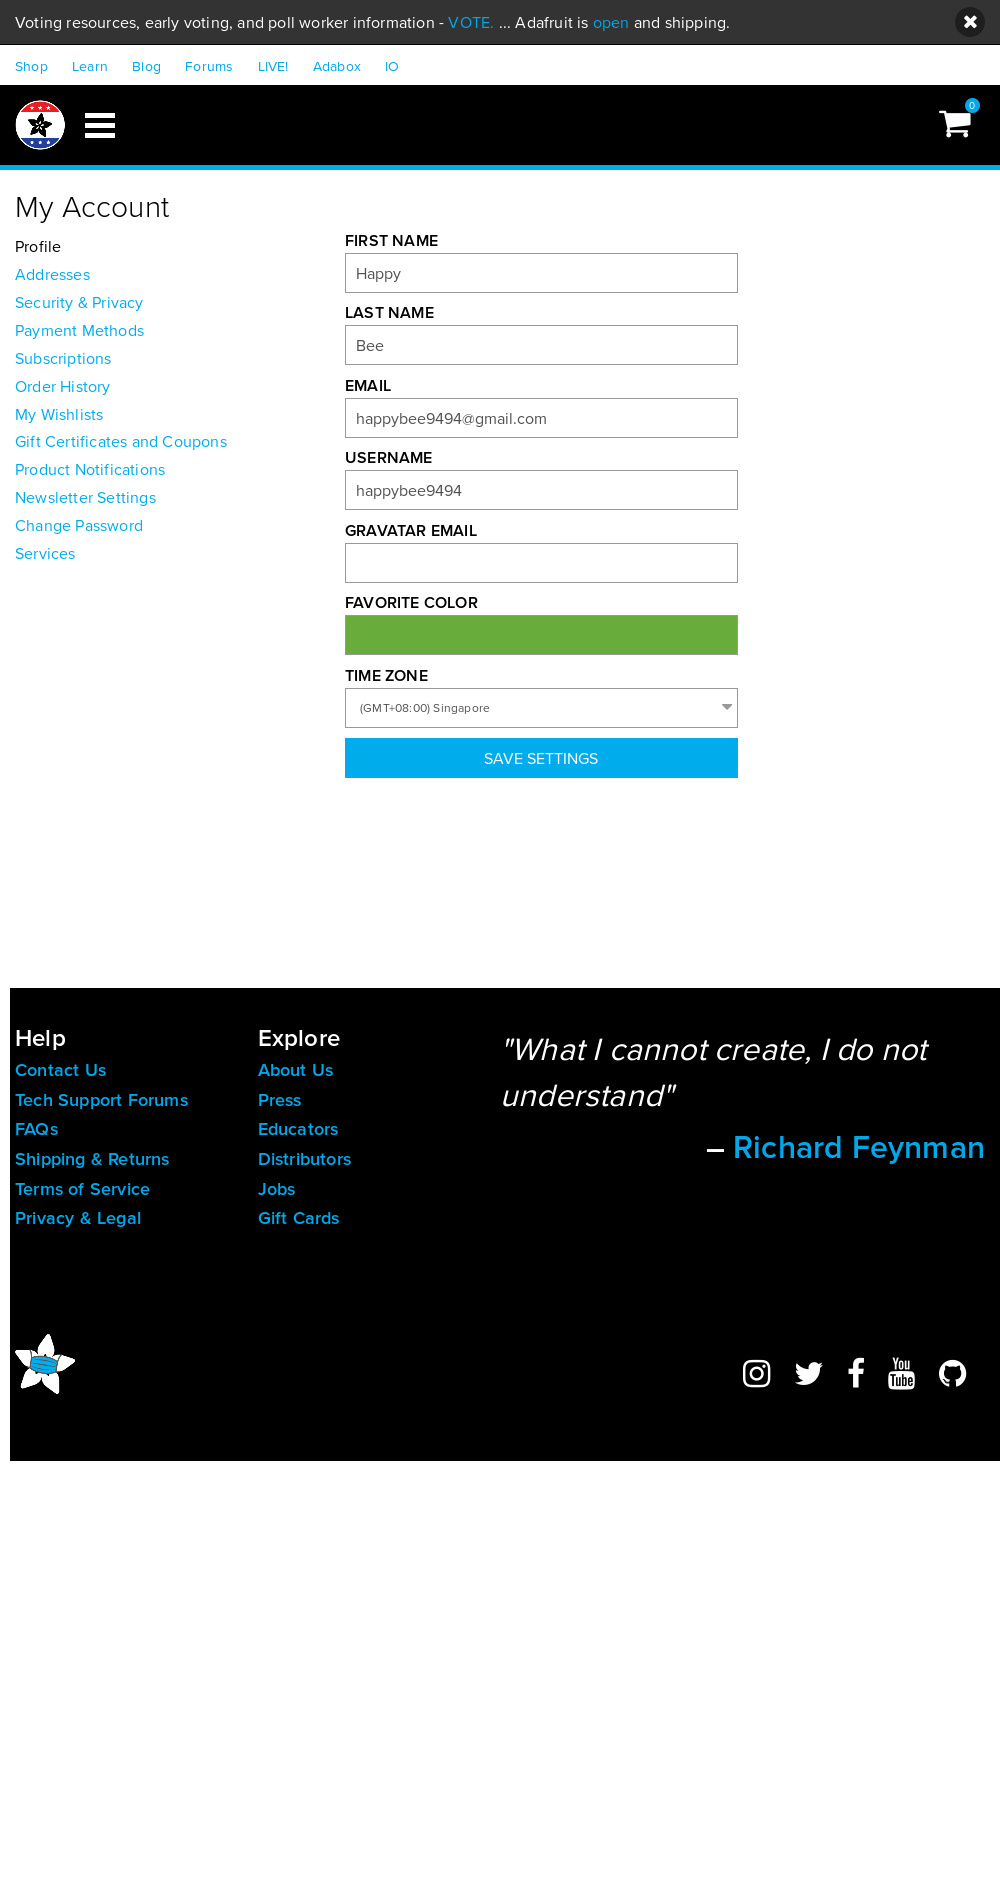 Voting resources, early voting, and poll worker information - VOTE. ... Adafruit is open and shipping.
Shop Learn Blog Forums LIVE! Adabox IO
0
My Account
Profile
Addresses
Security & Privacy
Payment Methods
Subscriptions
Order History
My Wishlists
Gift Certificates and Coupons
Product Notifications
Newsletter Settings
Change Password
Services
FIRST NAME
Happy
LAST NAME
Bee
EMAIL
happybee9494@gmail.com
USERNAME
happybee9494
GRAVATAR EMAIL
FAVORITE COLOR
TIME ZONE
(GMT+08:00) Singapore
SAVE SETTINGS
Help
Contact Us
Tech Support Forums
FAQs
Shipping & Returns
Terms of Service
Privacy & Legal
Explore
About Us
Press
Educators
Distributors
Jobs
Gift Cards
"What I cannot create, I do not
understand"
– Richard Feynman
You
Tube